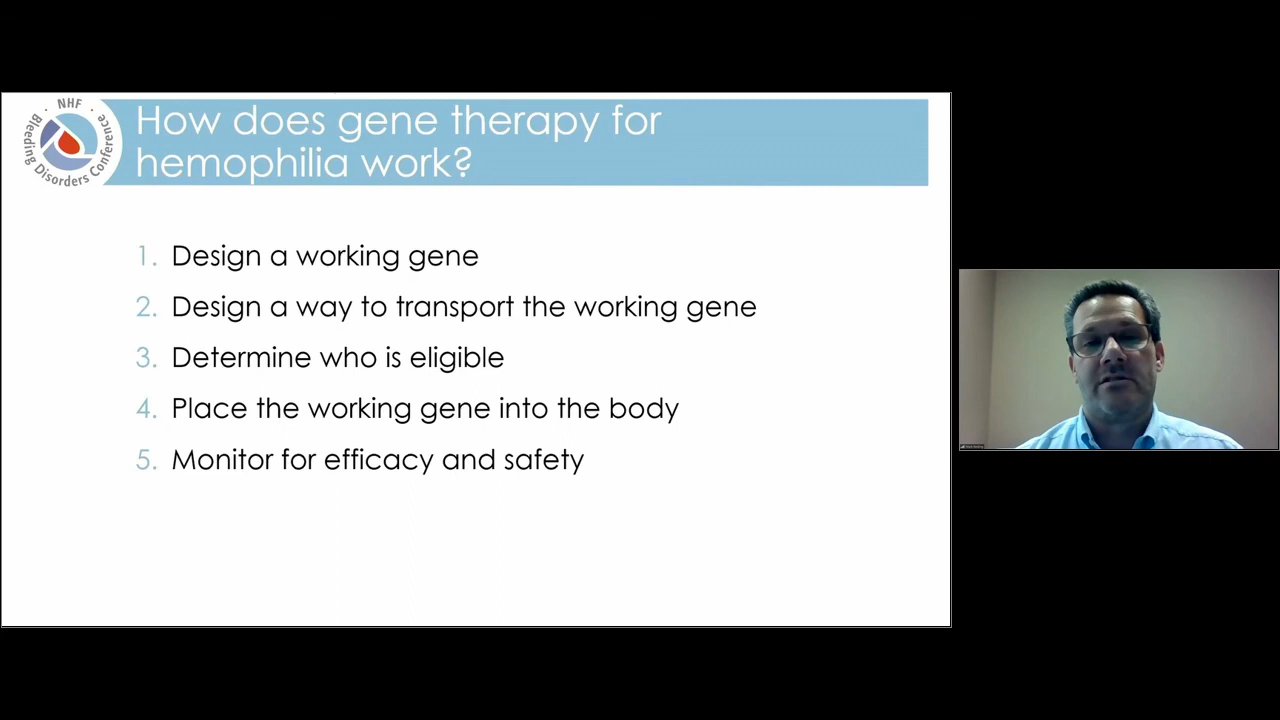 NHF
Bleeding Disorders Conference
How does gene therapy for
hemophilia work?
1. Design a working gene
2. Design a way to transport the working gene
3. Determine who is eligible
4. Place the working gene into the body
5. Monitor for efficacy and safety